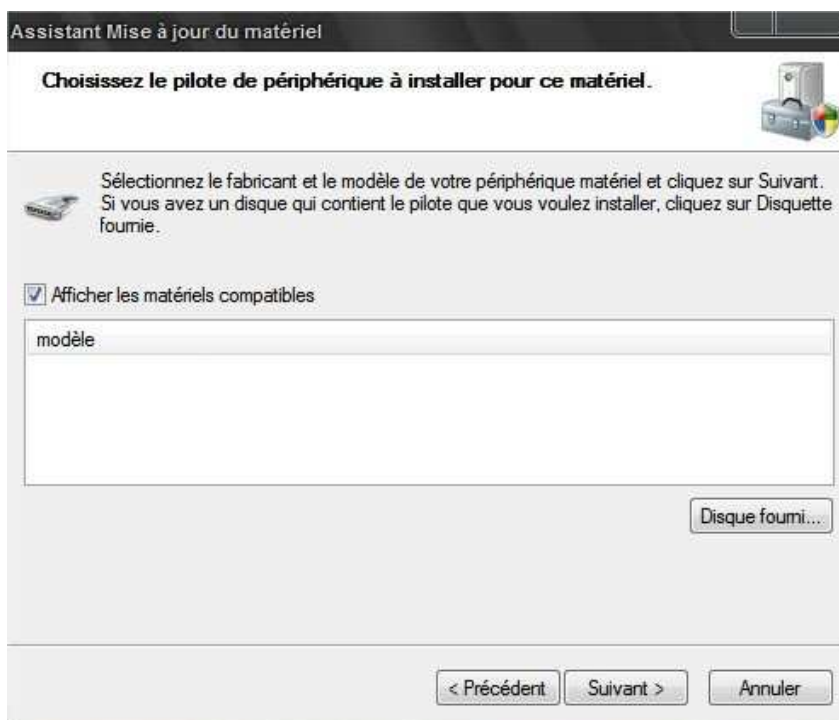 Assistant Mise à jour du matériel
Choisissez le pilote de périphérique à installer pour ce matériel.
Sélectionnez le fabricant et le modèle de votre périphérique matériel et cliquez sur Suivant.
Si vous avez un disque qui contient le pilote que vous voulez installer, cliquez sur Disquette
fournie.
Afficher les matériels compatibles
modèle
Disque fourni...
< Précédent
Suivant >
Annuler